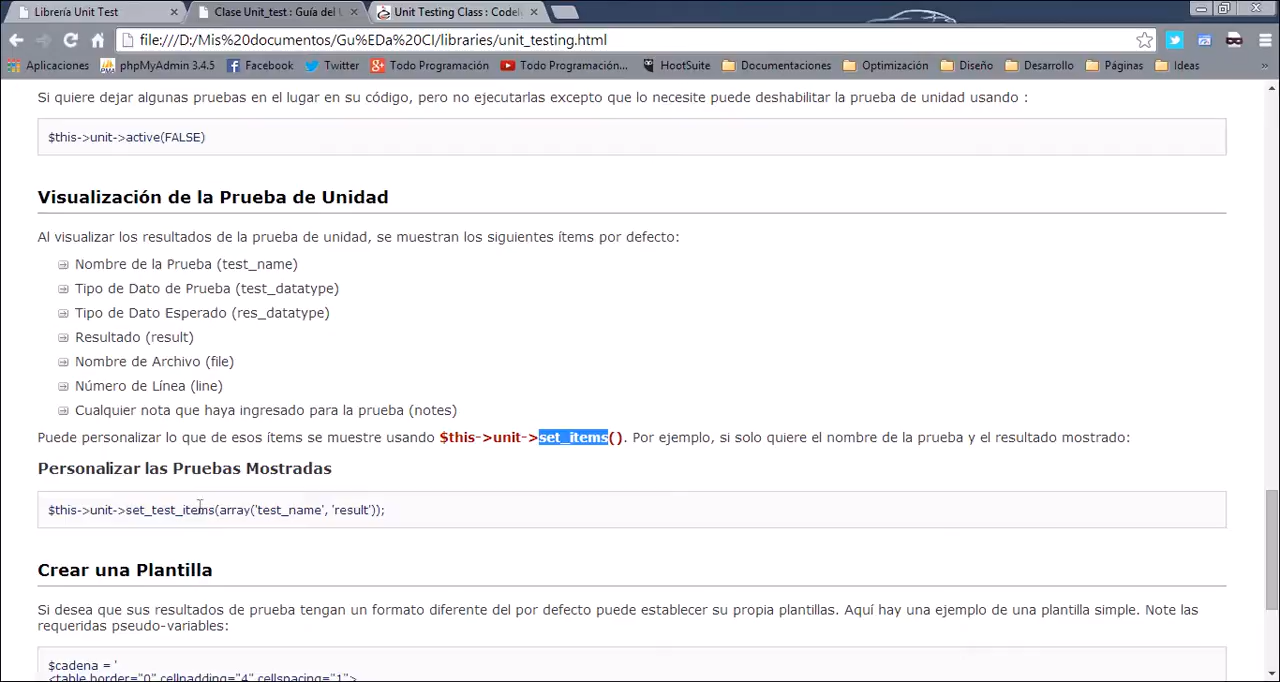 Librería Unit Test
Clase Unit_test : Guía del U
Unit Testing Class : Codel
file:///D:/Mis%20documentos/Gu%EDa%20CI/libraries/unit_testing.html
Aplicaciones phpMyAdmin 3.4.5 Facebook Twitter Todo Programación Todo Programación... HootSuite Documentaciones Optimización Diseño Desarrollo Páginas Ideas »
Si quiere dejar algunas pruebas en el lugar en su código, pero no ejecutarlas excepto que lo necesite puede deshabilitar la prueba de unidad usando :
$this->unit->active(FALSE)
Visualización de la Prueba de Unidad
Al visualizar los resultados de la prueba de unidad, se muestran los siguientes ítems por defecto:
Nombre de la Prueba (test_name)
Tipo de Dato de Prueba (test_datatype)
Tipo de Dato Esperado (res_datatype)
Resultado (result)
Nombre de Archivo (file)
Número de Línea (line)
Cualquier nota que haya ingresado para la prueba (notes)
Puede personalizar lo que de esos ítems se muestre usando $this->unit->set_items(). Por ejemplo, si solo quiere el nombre de la prueba y el resultado mostrado:
Personalizar las Pruebas Mostradas
$this->unit->set_test_items(array('test_name', 'result'));
Crear una Plantilla
Si desea que sus resultados de prueba tengan un formato diferente del por defecto puede establecer su propia plantillas. Aquí hay una ejemplo de una plantilla simple. Note las
requeridas pseudo-variables:
$cadena = '
<table border="0" cellpadding="4" cellspacing="1">